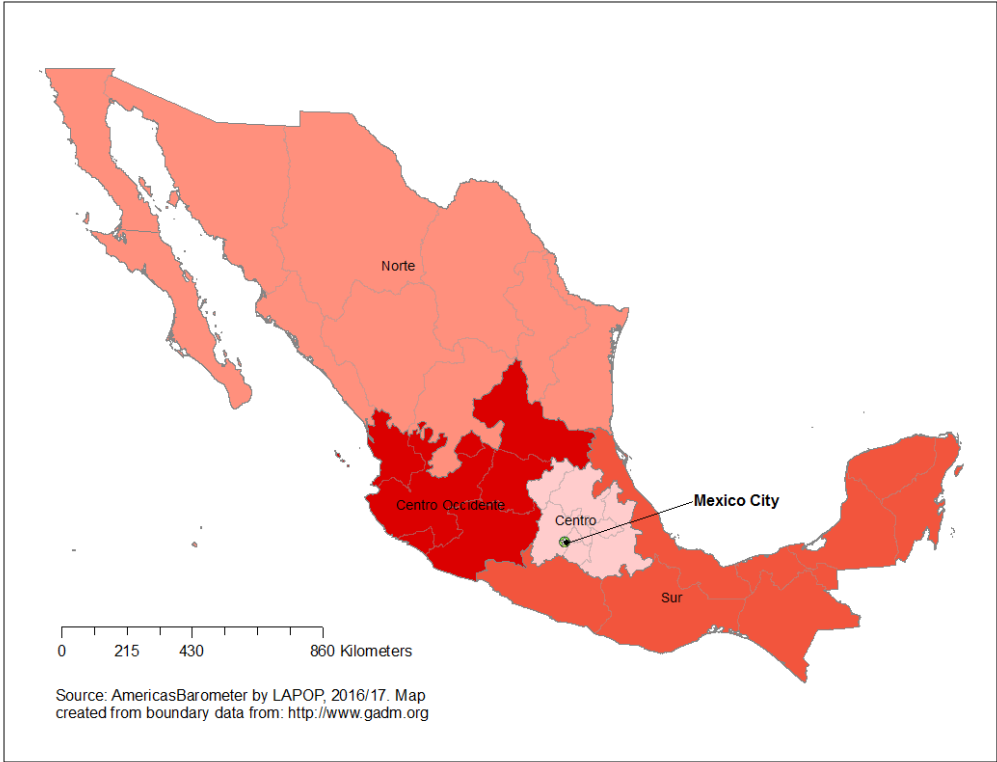 Norte
Centro Occidente
Mexico City
Centro
Sur
0 215 430 860 Kilometers
Source: AmericasBarometer by LAPOP, 2016/17. Map
created from boundary data from: http://www.gadm.org